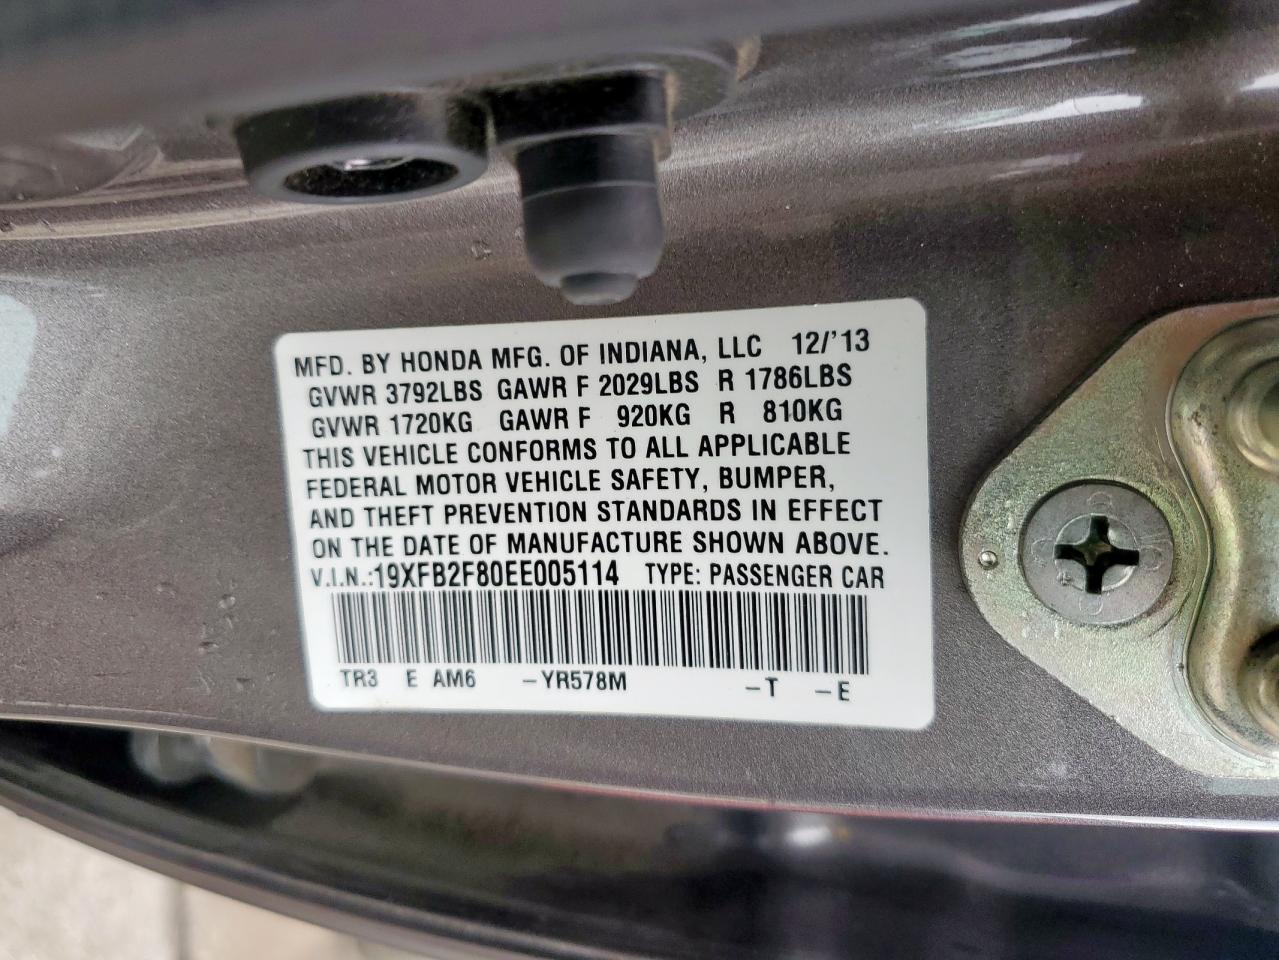 MFD. BY HONDA MFG. OF INDIANA, LLC 12/'13
GVWR 3792LBS GAWR F 2029LBS R 1786LBS
GVWR 1720KG GAWR F 920KG R 810KG
THIS VEHICLE CONFORMS TO ALL APPLICABLE
FEDERAL MOTOR VEHICLE SAFETY, BUMPER,
AND THEFT PREVENTION STANDARDS IN EFFECT
ON THE DATE OF MANUFACTURE SHOWN ABOVE.
V.I.N.:19XFB2F80EE005114 TYPE: PASSENGER CAR
TR3 E AM6 -YR578M -T -E